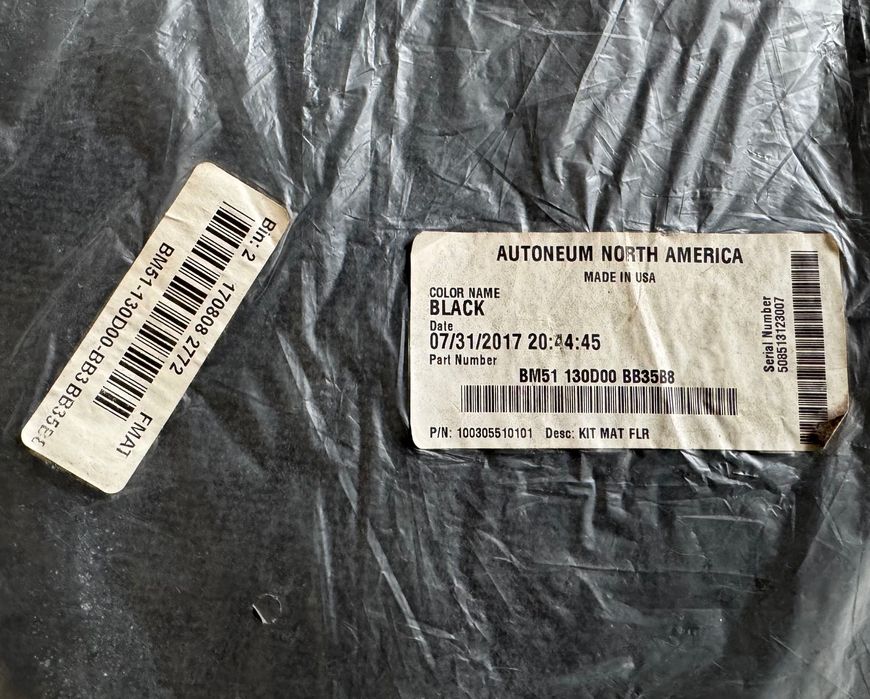 Bin: 2 170808 2772 FMAT
BM51-130D00-BB3 BB35B8
AUTONEUM NORTH AMERICA
MADE IN USA
COLOR NAME
BLACK
Date
07/31/2017 20:44:45
Part Number
BM51 130D00 BB35B8
P/N: 100305510101 Desc: KIT MAT FLR
Serial Number
508513123007